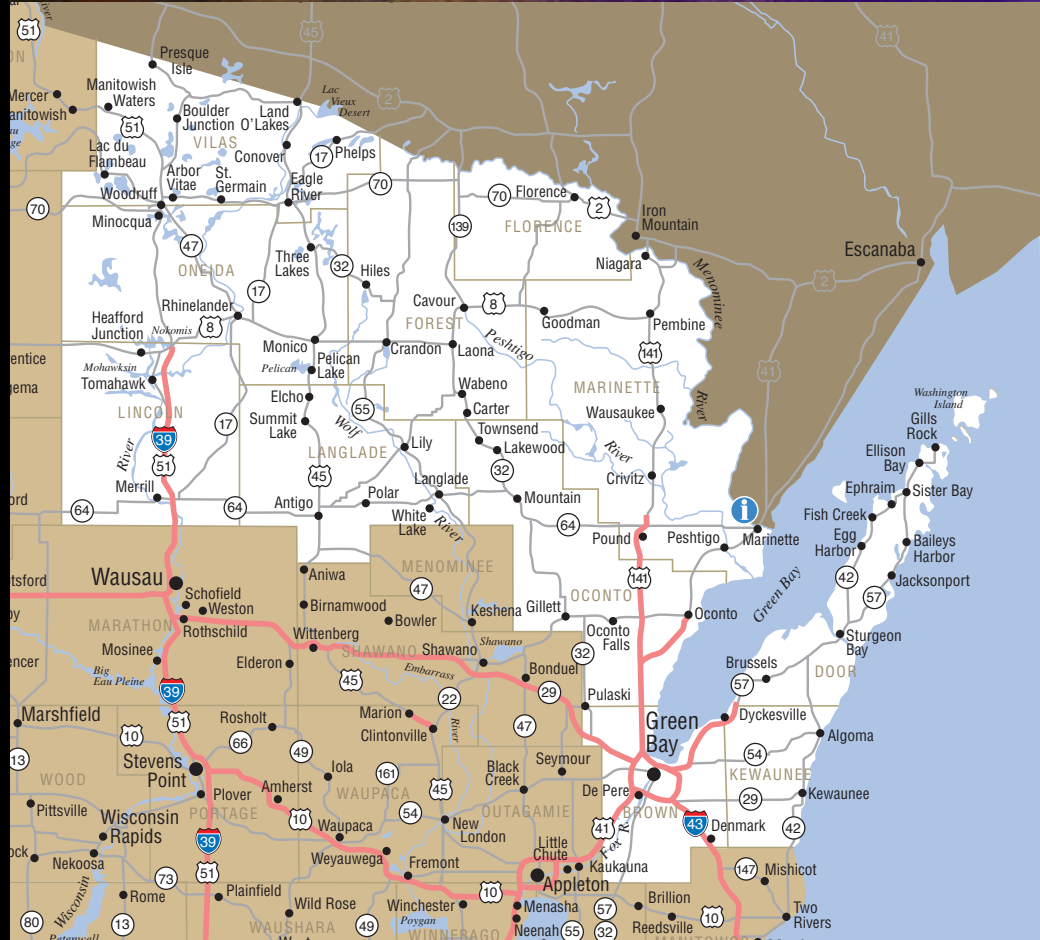 51
45
41
Presque
Isle
Mercer
Manitowish
Waters
Lac
Vieux
Desert
2
51
Boulder
Junction
Land
O'Lakes
VILAS
Conover
17
Phelps
Lac du
Flambeau
Arbor
Vitae
St.
Germain
Eagle
River
70
Woodruff
70
Minocqua
70
Florence
2
FLORENCE
139
Iron
Mountain
Niagara
Menominee
Escanaba
2
47
ONEIDA
Three
Lakes
32
Hiles
17
Rhinelander
8
Cavour
8
FOREST
Goodman
Pembine
Heafford
Junction
Nokomis
Monico
Crandon
Laona
Peshtigo
141
41
Mohawksin
Tomahawk
Pelican
Pelican
Lake
Elcho
MARINETTE
River
Washington
Island
LINCOLN
17
Summit
Lake
55
Wolf
Wabeno
Carter
Wausaukee
Gills
Rock
39
51
River
Lily
LANGLADE
Townsend
Lakewood
32
River
Crivitz
Ellison
Bay
Ephraim
Sister Bay
45
Merrill
64
64
Antigo
Polar
Langlade
White
Lake
River
Mountain
64
i
Marinette
Pound
Peshtigo
Fish Creek
Egg
Harbor
Baileys
Harbor
Wausau
Aniwa
MENOMINEE
47
141
Green Bay
42
57
Jacksonport
Schofield
Weston
Birnamwood
Bowler
Keshena
Gillett
OCONTO
Oconto
Falls
Oconto
MARATHON
Rothschild
Wittenberg
SHAWANO
Shawano
Shawano
32
Sturgeon
Bay
Mosinee
Elderon
45
Embarrass
Bonduel
29
Brussels
57
DOOR
Big
Eau Pleine
39
22
Pulaski
Marshfield
51
Rosholt
Marion
Clintonville
River
47
Green
Bay
Dyckesville
Algoma
10
66
49
13
WOOD
Stevens
Point
Iola
161
Black
Creek
Seymour
54
KEWAUNEE
Plover
Amherst
WAUPACA
45
De Pere
29
Kewaunee
Pittsville
Wisconsin
Rapids
PORTAGE
10
54
OUTAGAMIE
BROWN
Waupaca
New
London
41
Fox R.
43
Denmark
42
39
Nekoosa
Weyauwega
Fremont
Little
Chute
Kaukauna
147
Mishicot
73
51
Plainfield
10
Appleton
80
Wisconsin
Rome
13
Wild Rose
49
WAUSHARA
Winchester
Poygan
WINNEBAGO
Menasha
Neenah
57
55
32
Brillion
Reedsville
10
Two
Rivers